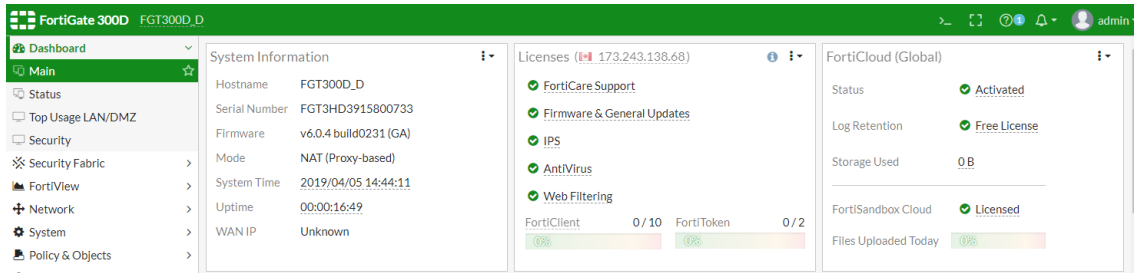 FortiGate 300D FGT300D_D
>_ 1 admin
Dashboard
Main
Status
Top Usage LAN/DMZ
Security
Security Fabric
FortiView
Network
System
Policy & Objects
System Information
Hostname FGT300D_D
Serial Number FGT3HD3915800733
Firmware v6.0.4 build0231 (GA)
Mode NAT (Proxy-based)
System Time 2019/04/05 14:44:11
Uptime 00:00:16:49
WAN IP Unknown
Licenses (173.243.138.68)
FortiCare Support
Firmware & General Updates
IPS
AntiVirus
Web Filtering
FortiClient 0 / 10 FortiToken 0 / 2
0% 0%
FortiCloud (Global)
Status Activated
Log Retention Free License
Storage Used 0 B
FortiSandbox Cloud Licensed
Files Uploaded Today 0%